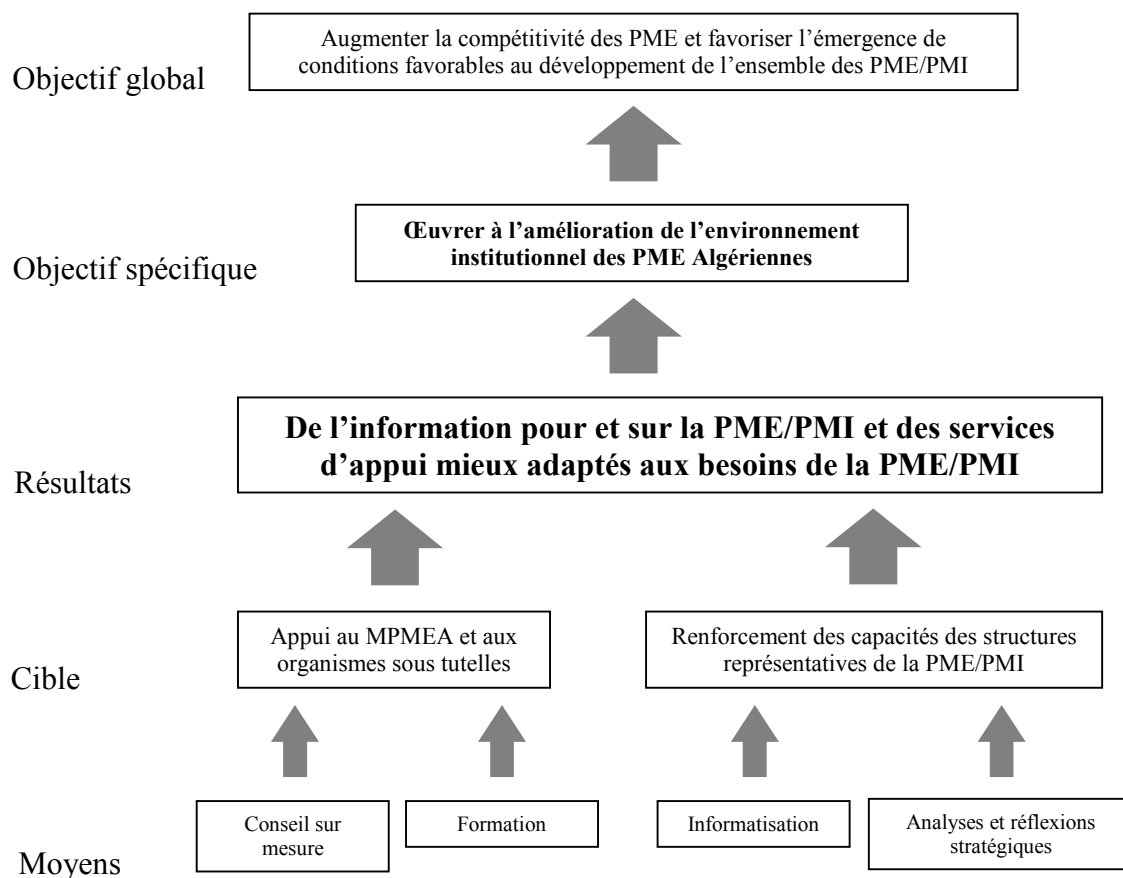 Augmenter la compétitivité des PME et favoriser l’émergence de
conditions favorables au développement de l’ensemble des PME/PMI
Objectif global
Œuvrer à l’amélioration de l’environnement
institutionnel des PME Algériennes
Objectif spécifique
De l’information pour et sur la PME/PMI et des services
d’appui mieux adaptés aux besoins de la PME/PMI
Résultats
Appui au MPMEA et aux
organismes sous tutelles
Renforcement des capacités des structures
représentatives de la PME/PMI
Cible
Conseil sur
mesure
Formation
Informatisation
Analyses et réflexions
stratégiques
Moyens